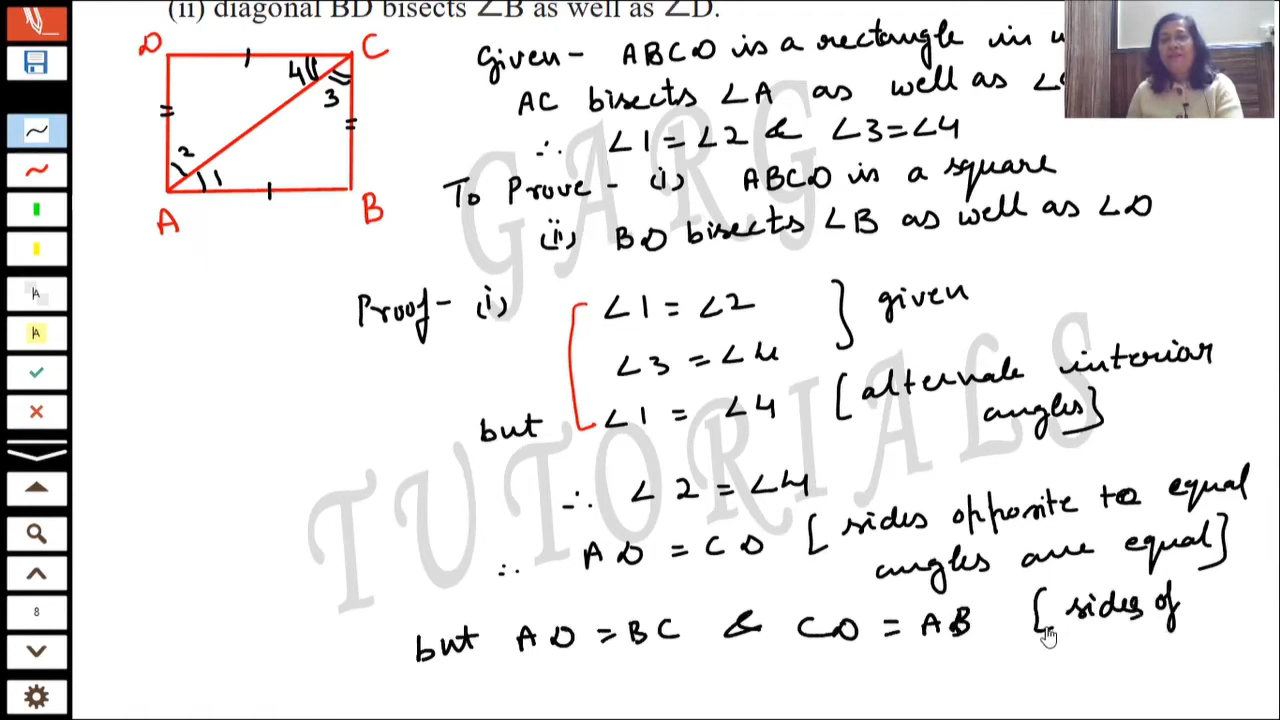 (ii) diagonal BD bisects ∠B as well as ∠D.
D C
4 3
2 1
A B
Given - ABCD is a rectangle in
AC bisects ∠A as well as
∴ ∠1 = ∠2 & ∠3 = ∠4
To Prove - (i) ABCD is a square
(ii) BD bisects ∠B as well as ∠D
Proof - (i) ∠1 = ∠2 } given
∠3 = ∠4
but ∠1 = ∠4 [alternate interior
angles]
∴ ∠2 = ∠4
∴ AD = CD [sides opposite to equal
angles are equal]
but AD = BC & CD = AB [sides of
GARG
TUTORIALS
8